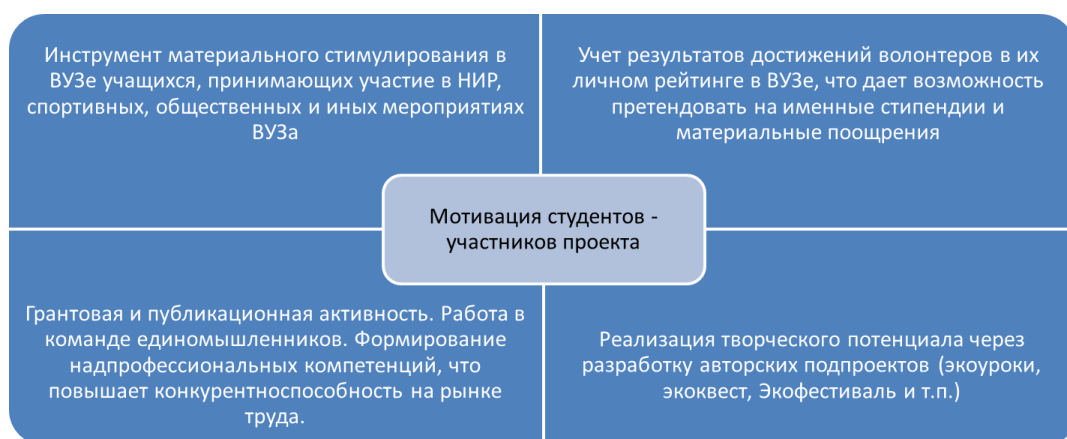 Инструмент материального стимулирования в
ВУЗе учащихся, принимающих участие в НИР,
спортивных, общественных и иных мероприятиях
ВУЗа
Учет результатов достижений волонтеров в их
личном рейтинге в ВУЗе, что дает возможность
претендовать на именные стипендии и
материальные поощрения
Мотивация студентов -
участников проекта
Грантовая и публикационная активность. Работа в
команде единомышленников. Формирование
надпрофессиональных компетенций, что
повышает конкурентноспособность на рынке
труда.
Реализация творческого потенциала через
разработку авторских подпроектов (экоуроки,
экоквест, Экофестиваль и т.п.)